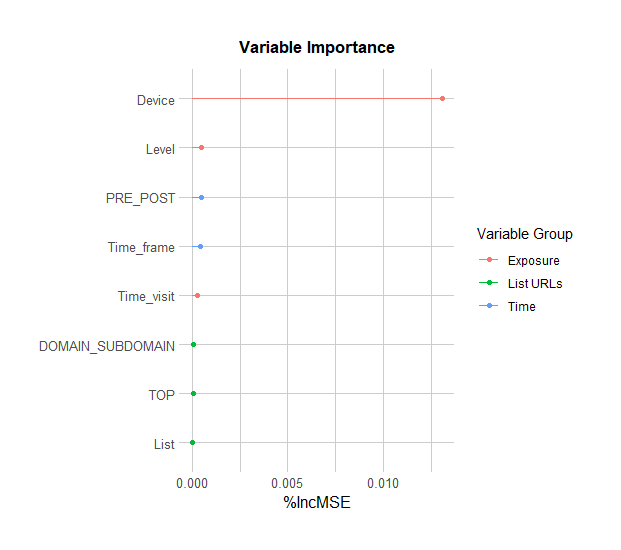 Variable Importance
Device
Level
PRE_POST
Time_frame
Time_visit
DOMAIN_SUBDOMAIN
TOP
List
0.000 0.005 0.010
%IncMSE
Variable Group
Exposure
List URLs
Time